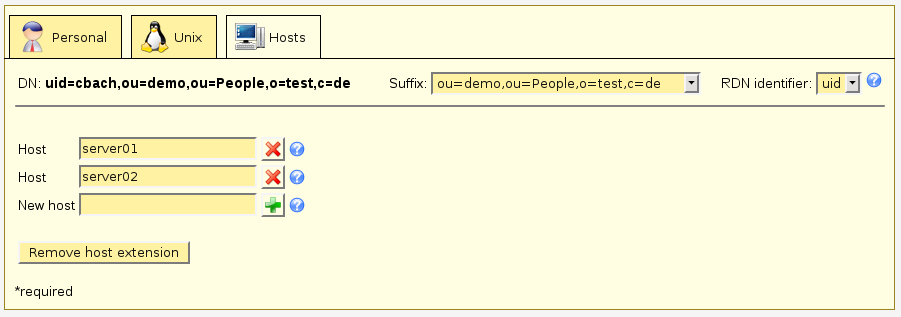 Personal Unix Hosts
DN: uid=cbach,ou=demo,ou=People,o=test,c=de Suffix: ou=demo,ou=People,o=test,c=de RDN identifier: uid ?
Host server01 ?
Host server02 ?
New host ?
Remove host extension
*required